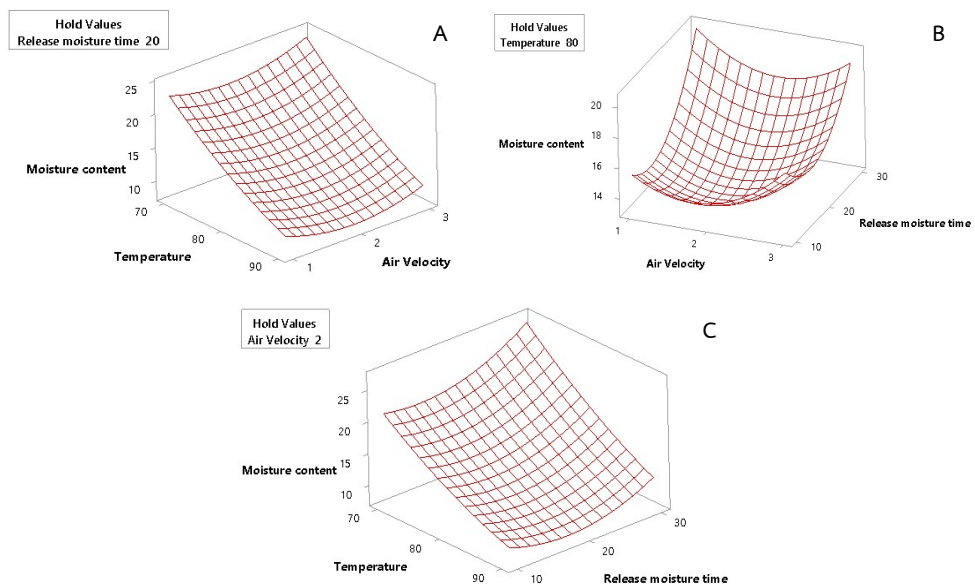 Hold Values
Release moisture time 20
A
25
20
15
10
Moisture content
70
80
90
Temperature
1
2
3
Air Velocity
Hold Values
Temperature 80
B
20
18
16
14
Moisture content
1
2
3
Air Velocity
10
20
30
Release moisture time
Hold Values
Air Velocity 2
C
25
20
15
10
Moisture content
70
80
90
Temperature
10
20
30
Release moisture time